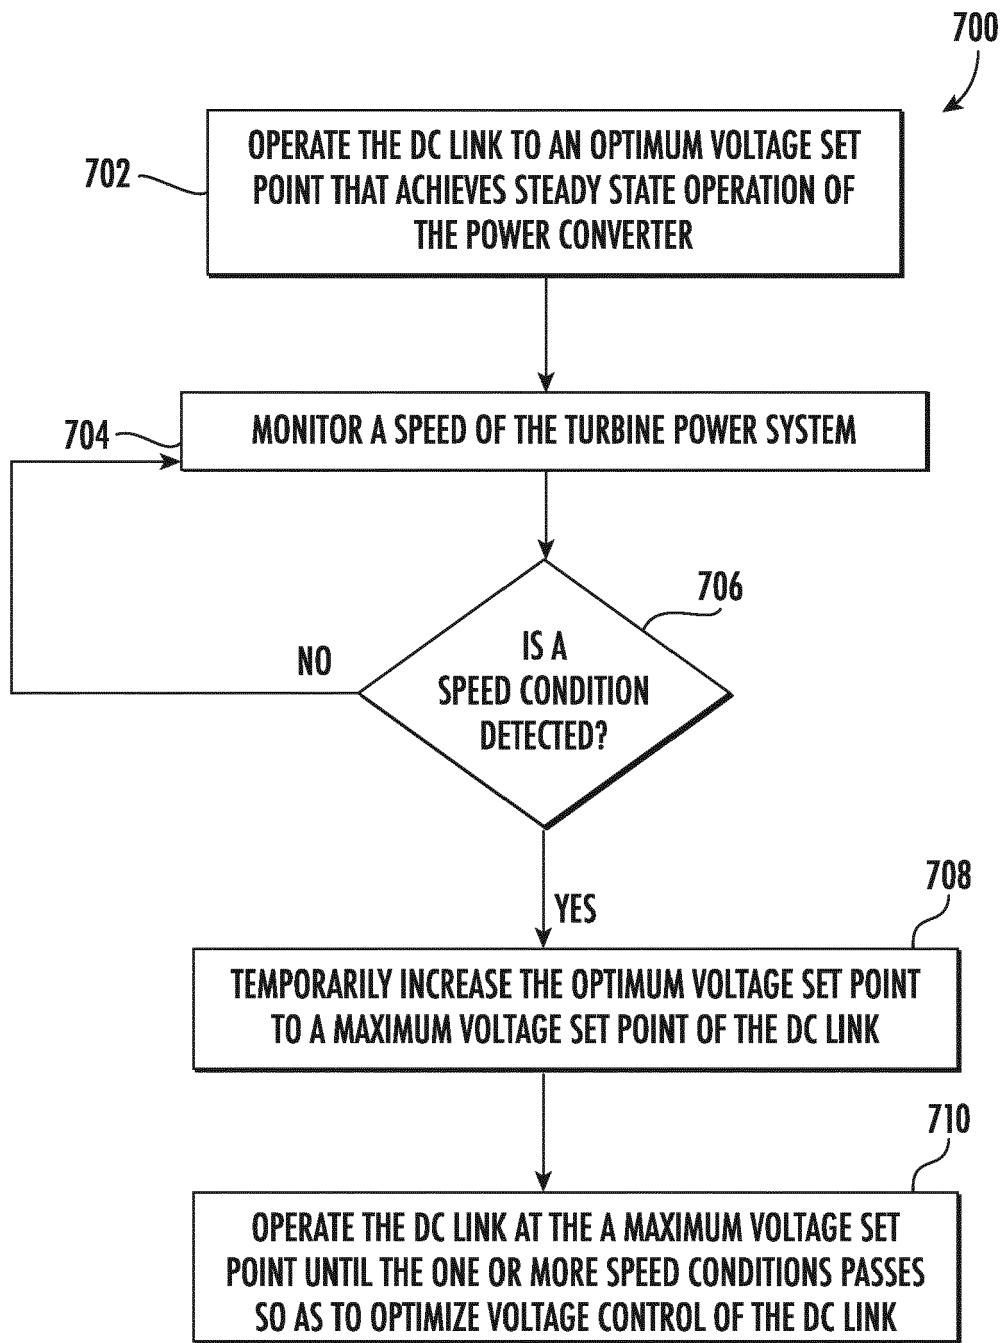 700
702
OPERATE THE DC LINK TO AN OPTIMUM VOLTAGE SET
POINT THAT ACHIEVES STEADY STATE OPERATION OF
THE POWER CONVERTER
704
MONITOR A SPEED OF THE TURBINE POWER SYSTEM
706
IS A
SPEED CONDITION
DETECTED?
NO
YES
708
TEMPORARILY INCREASE THE OPTIMUM VOLTAGE SET POINT
TO A MAXIMUM VOLTAGE SET POINT OF THE DC LINK
710
OPERATE THE DC LINK AT THE A MAXIMUM VOLTAGE SET
POINT UNTIL THE ONE OR MORE SPEED CONDITIONS PASSES
SO AS TO OPTIMIZE VOLTAGE CONTROL OF THE DC LINK